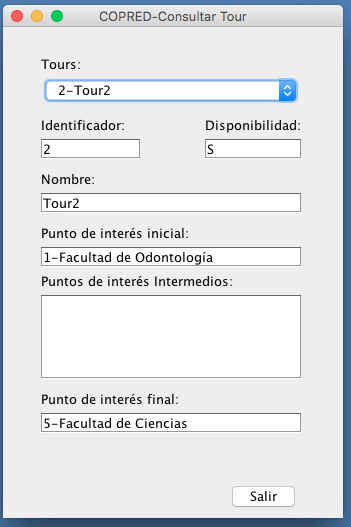 COPRED-Consultar Tour
Tours:
2-Tour2
Identificador: Disponibilidad:
2 S
Nombre:
Tour2
Punto de interés inicial:
1-Facultad de Odontología
Puntos de interés Intermedios:
Punto de interés final:
5-Facultad de Ciencias
Salir